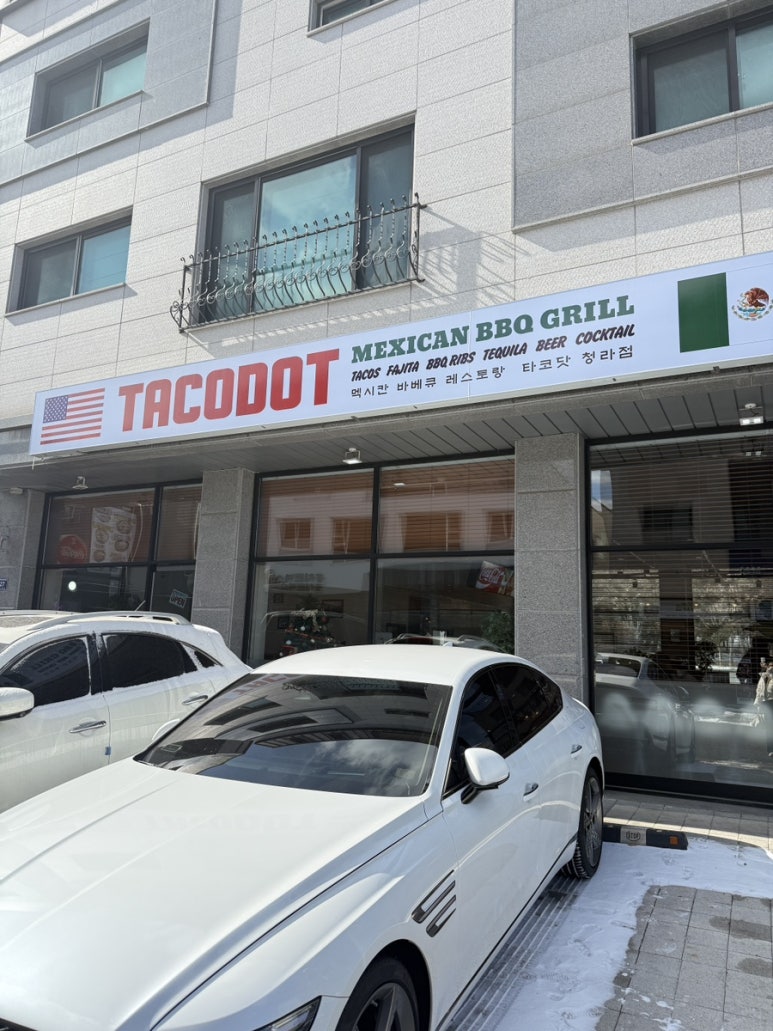 TACODOT
MEXICAN BBQ GRILL
TACOS FAJITA BBQ RIBS TEQUILA BEER COCKTAIL
멕시칸 바베큐 레스토랑 타코닷 청라점
OPEN